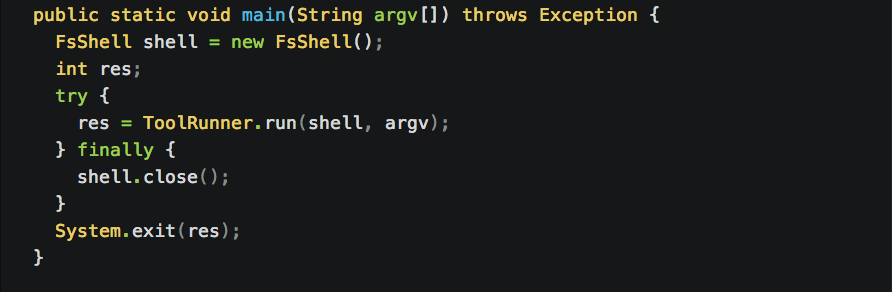 public static void main(String argv[]) throws Exception {
  FsShell shell = new FsShell();
  int res;
  try {
    res = ToolRunner.run(shell, argv);
  } finally {
    shell.close();
  }
  System.exit(res);
}